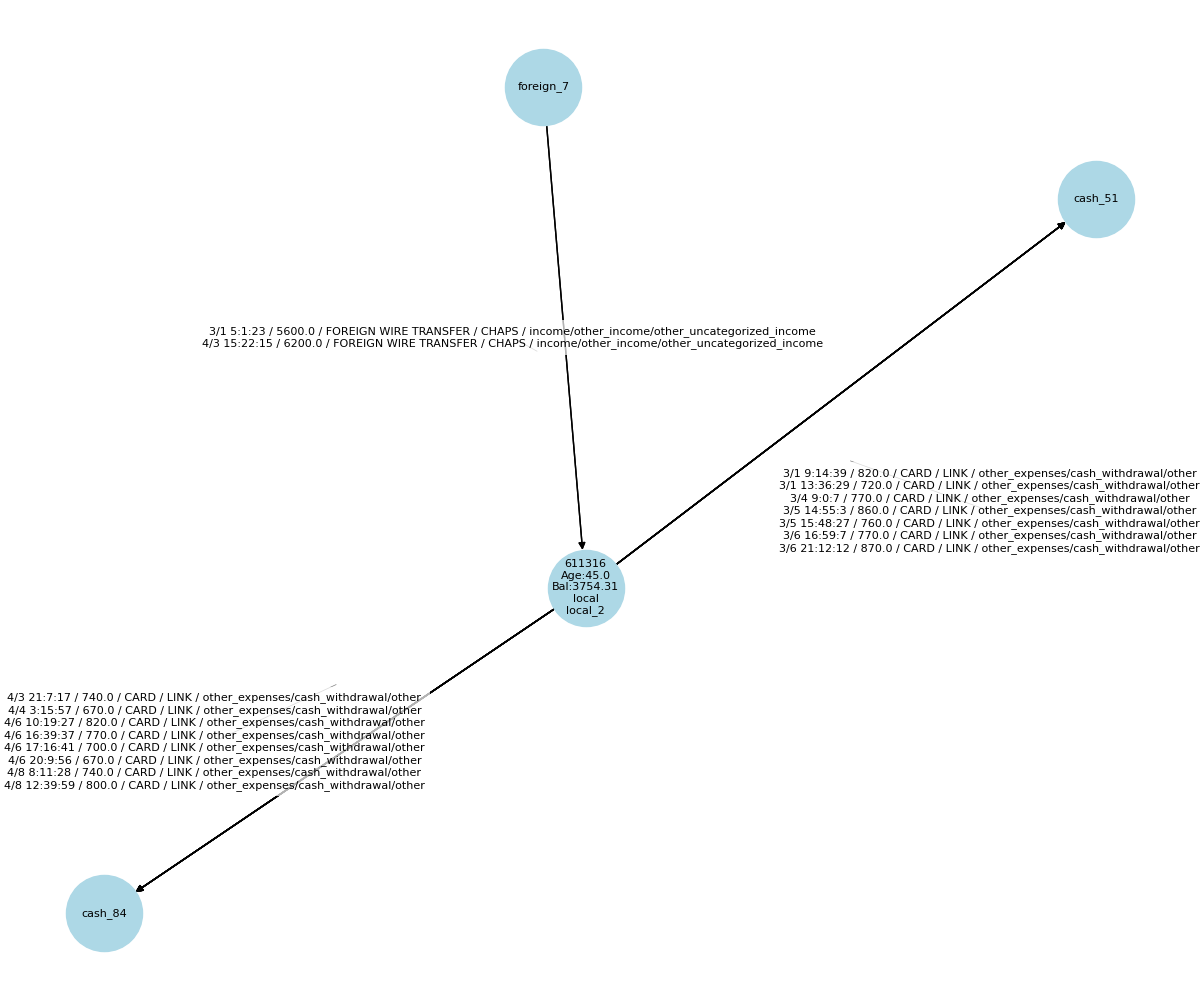 foreign_7
cash_51
3/1 5:1:23 / 5600.0 / FOREIGN WIRE TRANSFER / CHAPS / income/other_income/other_uncategorized_income
4/3 15:22:15 / 6200.0 / FOREIGN WIRE TRANSFER / CHAPS / income/other_income/other_uncategorized_income
3/1 9:14:39 / 820.0 / CARD / LINK / other_expenses/cash_withdrawal/other
3/1 13:36:29 / 720.0 / CARD / LINK / other_expenses/cash_withdrawal/other
3/4 9:0:7 / 770.0 / CARD / LINK / other_expenses/cash_withdrawal/other
3/5 14:55:3 / 860.0 / CARD / LINK / other_expenses/cash_withdrawal/other
3/5 15:48:27 / 760.0 / CARD / LINK / other_expenses/cash_withdrawal/other
3/6 16:59:7 / 770.0 / CARD / LINK / other_expenses/cash_withdrawal/other
3/6 21:12:12 / 870.0 / CARD / LINK / other_expenses/cash_withdrawal/other
611316
Age:45.0
Bal:3754.31
local
local_2
4/3 21:7:17 / 740.0 / CARD / LINK / other_expenses/cash_withdrawal/other
4/4 3:15:57 / 670.0 / CARD / LINK / other_expenses/cash_withdrawal/other
4/6 10:19:27 / 820.0 / CARD / LINK / other_expenses/cash_withdrawal/other
4/6 16:39:37 / 770.0 / CARD / LINK / other_expenses/cash_withdrawal/other
4/6 17:16:41 / 700.0 / CARD / LINK / other_expenses/cash_withdrawal/other
4/6 20:9:56 / 670.0 / CARD / LINK / other_expenses/cash_withdrawal/other
4/8 8:11:28 / 740.0 / CARD / LINK / other_expenses/cash_withdrawal/other
4/8 12:39:59 / 800.0 / CARD / LINK / other_expenses/cash_withdrawal/other
cash_84